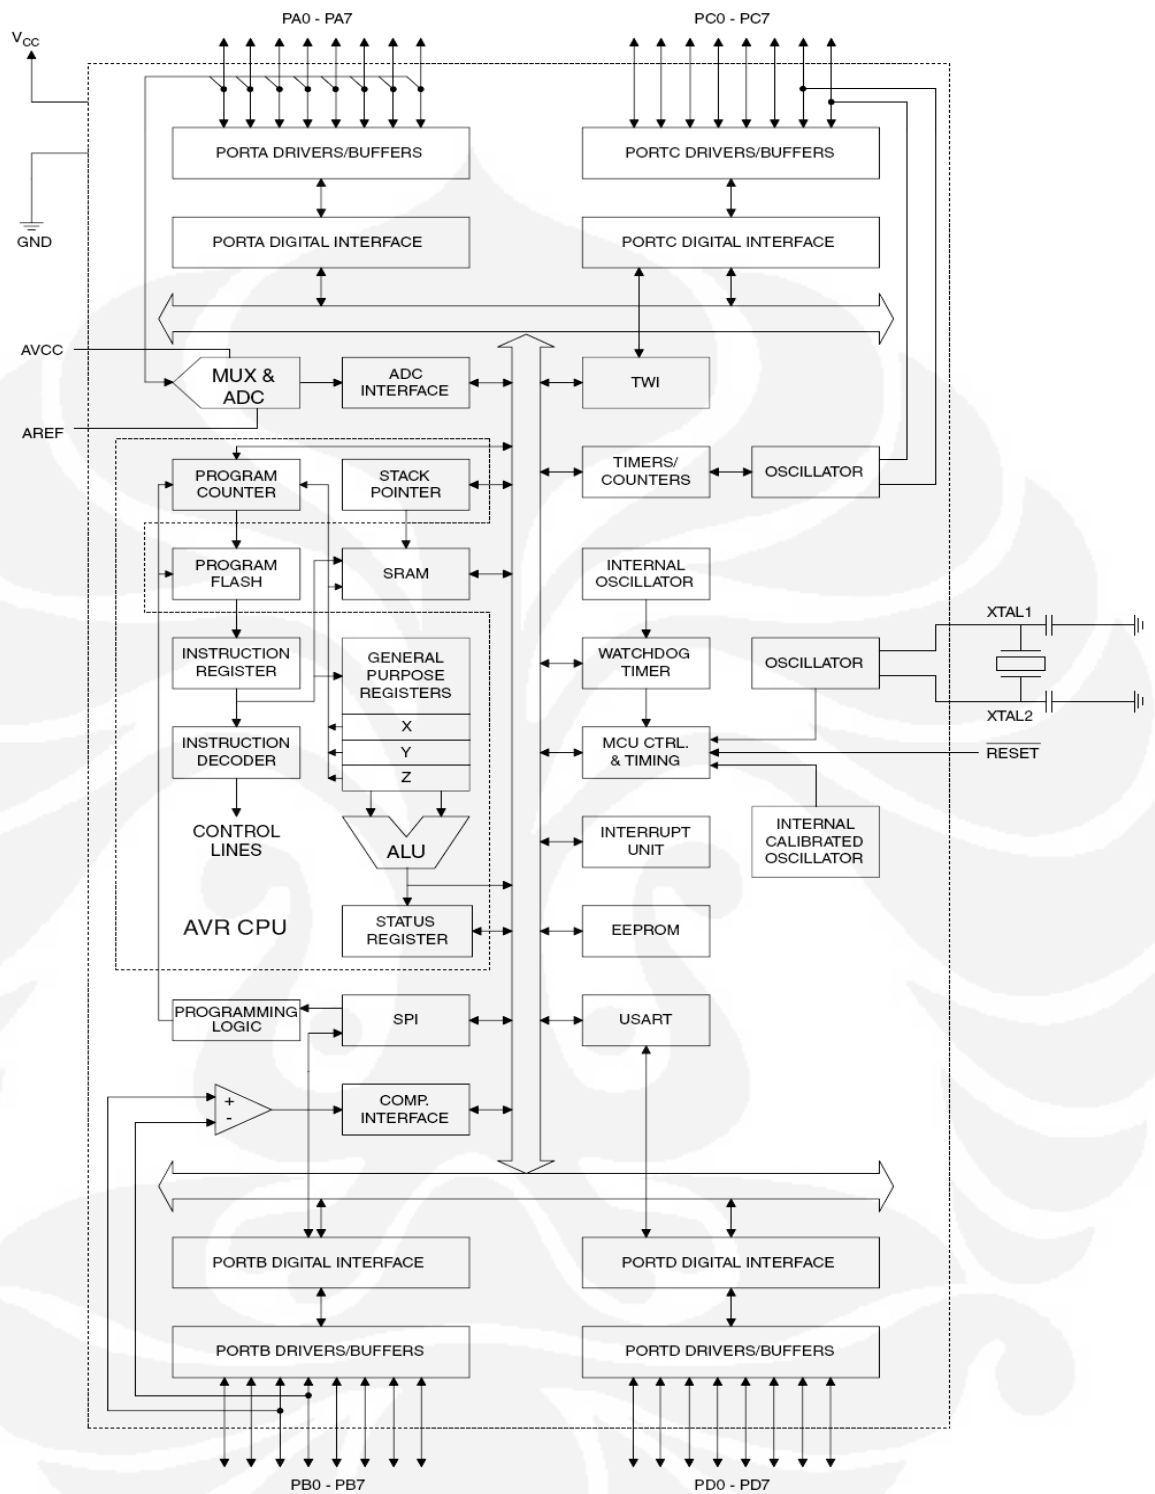 PA0 - PA7
PC0 - PC7
VCC
PORTA DRIVERS/BUFFERS
PORTC DRIVERS/BUFFERS
GND
PORTA DIGITAL INTERFACE
PORTC DIGITAL INTERFACE
AVCC
MUX &
ADC
ADC
INTERFACE
TWI
AREF
PROGRAM
COUNTER
STACK
POINTER
TIMERS/
COUNTERS
OSCILLATOR
PROGRAM
FLASH
SRAM
INTERNAL
OSCILLATOR
XTAL1
INSTRUCTION
REGISTER
GENERAL
PURPOSE
REGISTERS
WATCHDOG
TIMER
OSCILLATOR
XTAL2
X
INSTRUCTION
DECODER
Y
MCU CTRL.
& TIMING
RESET
Z
CONTROL
LINES
ALU
INTERRUPT
UNIT
INTERNAL
CALIBRATED
OSCILLATOR
AVR CPU
STATUS
REGISTER
EEPROM
PROGRAMMING
LOGIC
SPI
USART
+
-
COMP.
INTERFACE
PORTB DIGITAL INTERFACE
PORTD DIGITAL INTERFACE
PORTB DRIVERS/BUFFERS
PORTD DRIVERS/BUFFERS
PB0 - PB7
PD0 - PD7